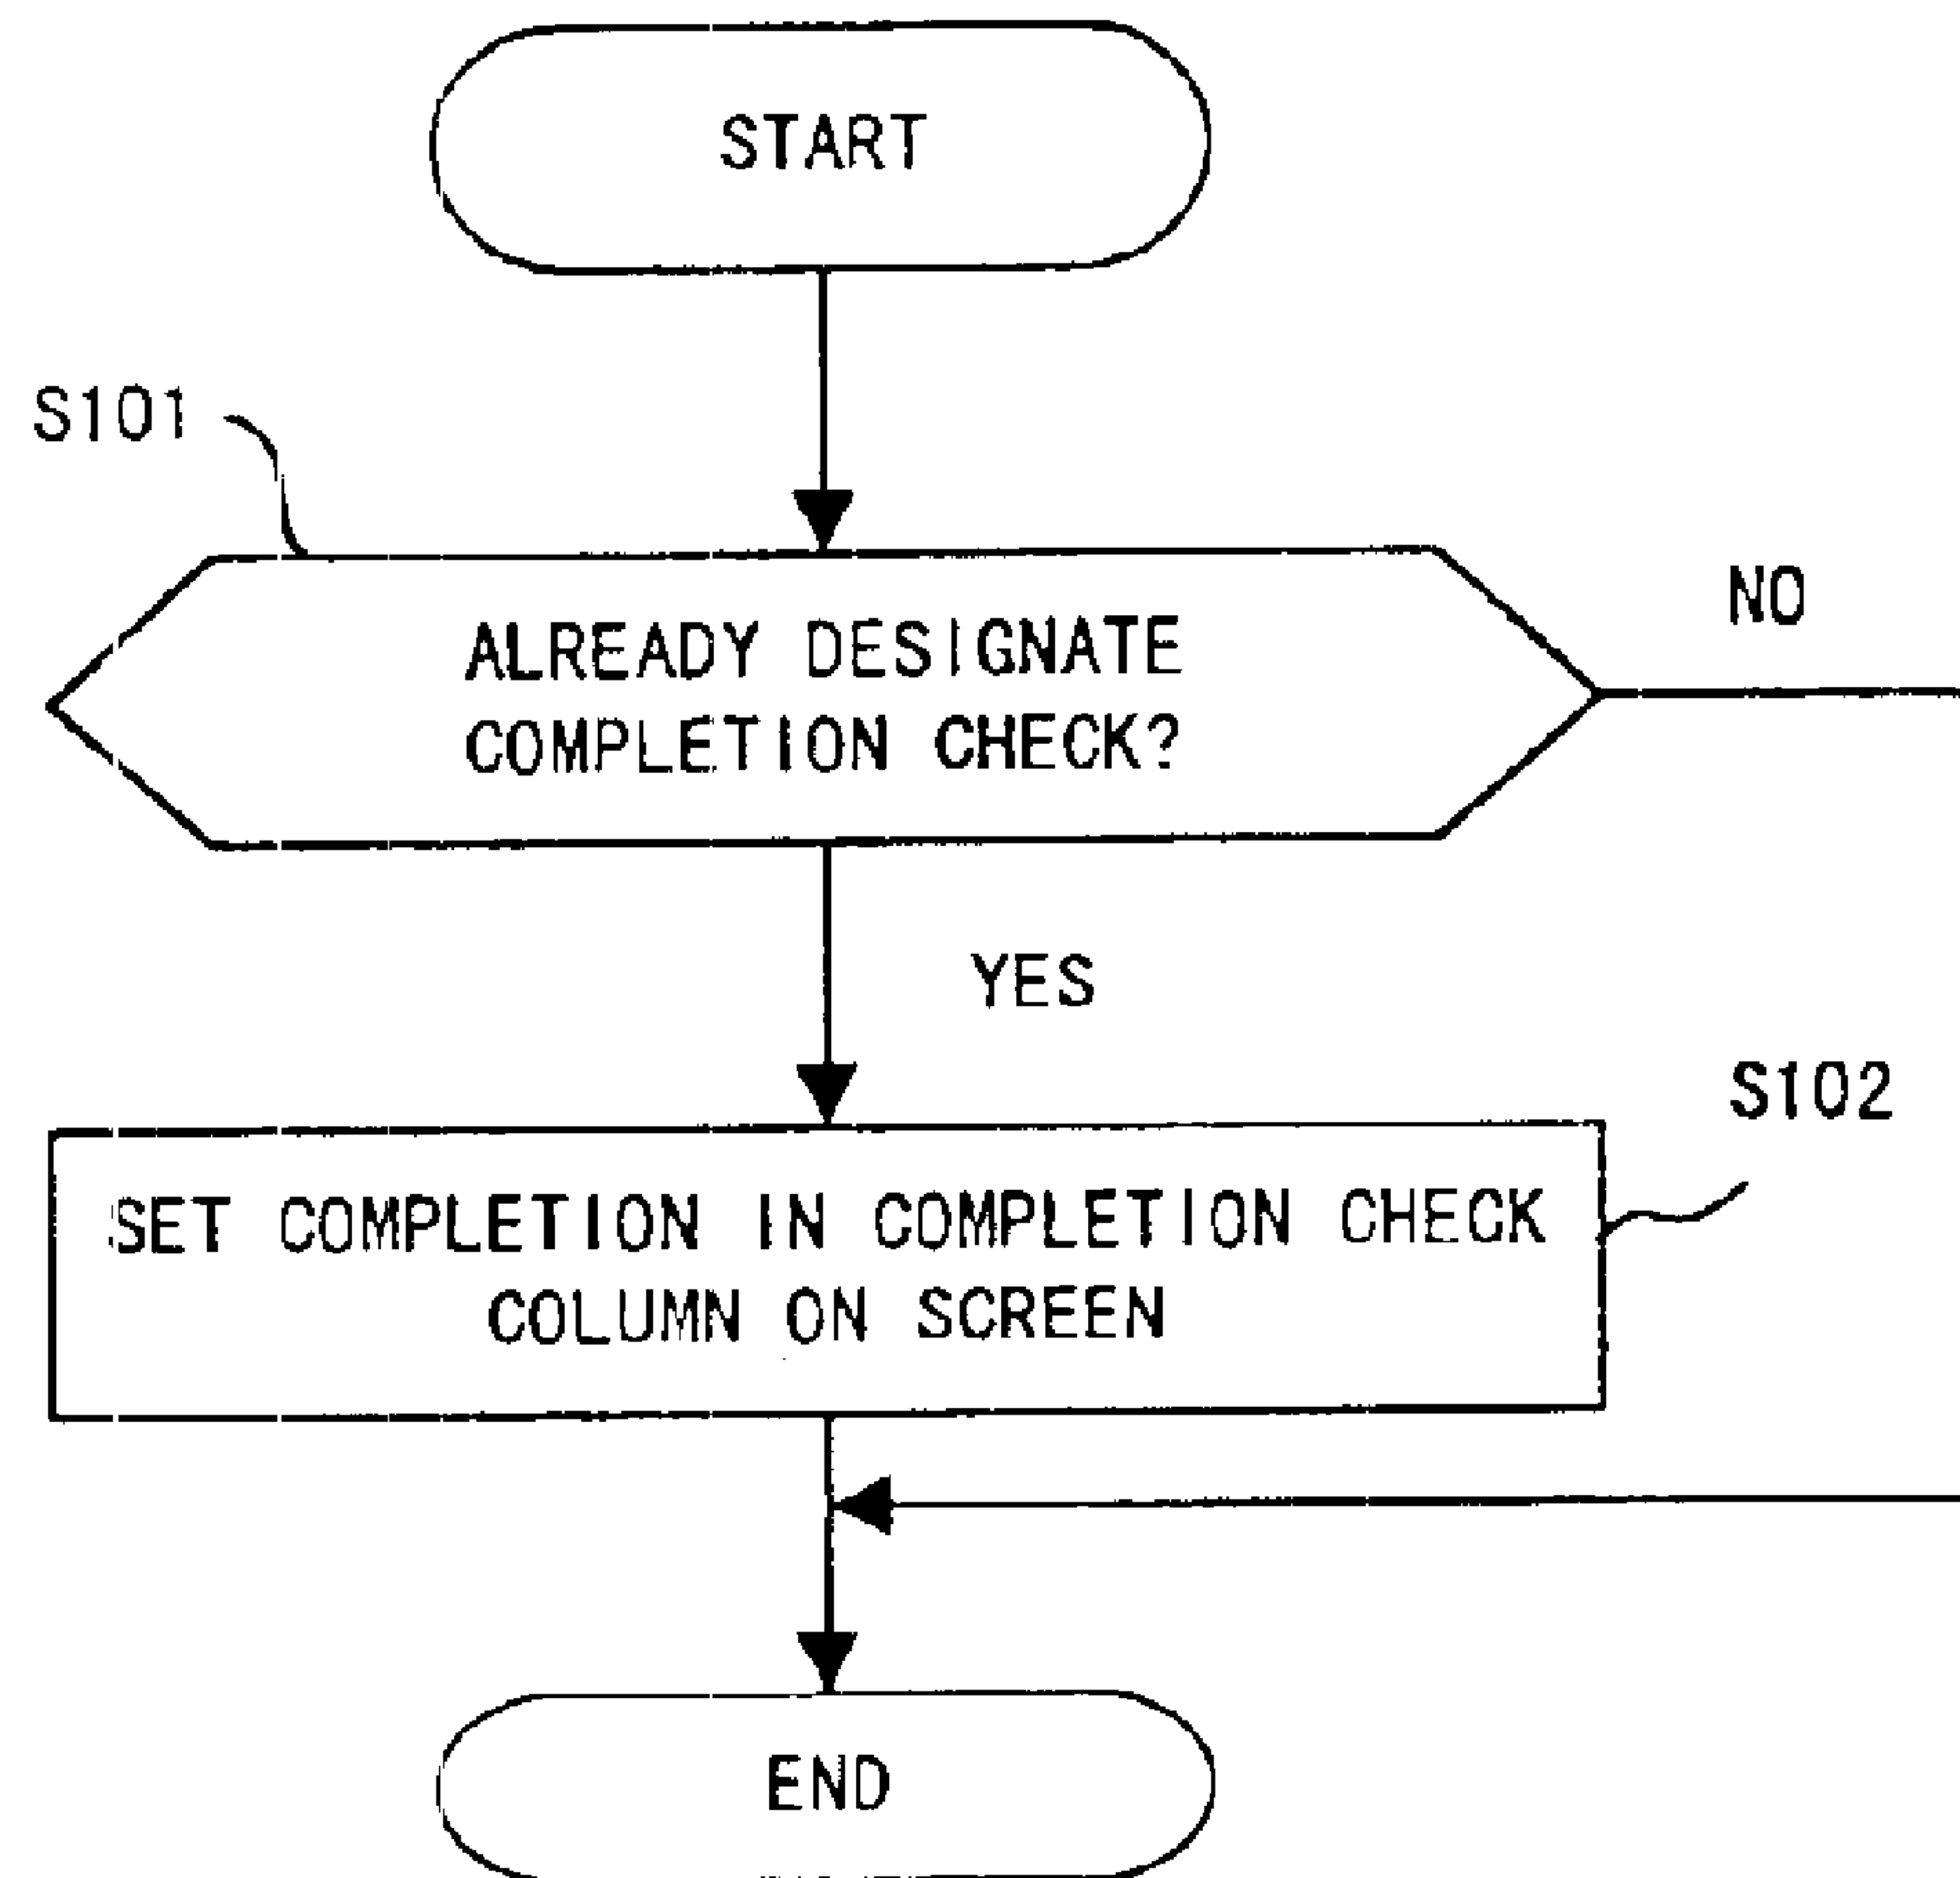 START
S101
ALREADY DESIGNATE
COMPLETION CHECK?
NO
YES
S102
SET COMPLETION IN COMPLETION CHECK
COLUMN ON SCREEN
END